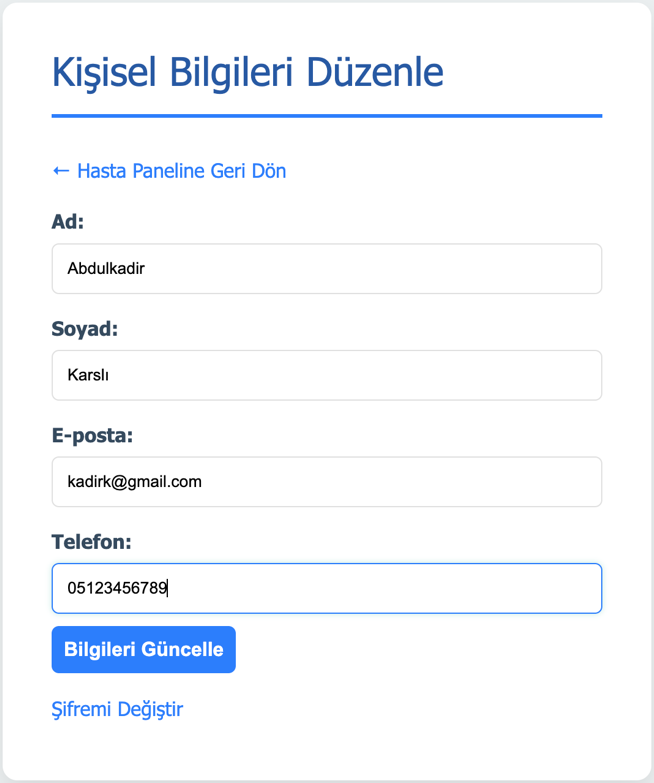 Kişisel Bilgileri Düzenle
← Hasta Paneline Geri Dön
Ad:
Abdulkadir
Soyad:
Karslı
E-posta:
kadirk@gmail.com
Telefon:
05123456789
Bilgileri Güncelle
Şifremi Değiştir